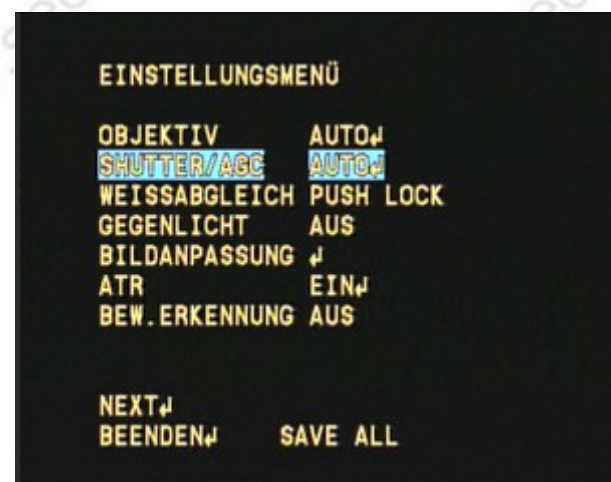 EINSTELLUNGSMENÜ
OBJEKTIV AUTO↵
SHUTTER/AGC AUTO↵
WEISSABGLEICH PUSH LOCK
GEGENLICHT AUS
BILDANPASSUNG ↵
ATR EIN↵
BEW.ERKENNUNG AUS
NEXT↵
BEENDEN↵ SAVE ALL